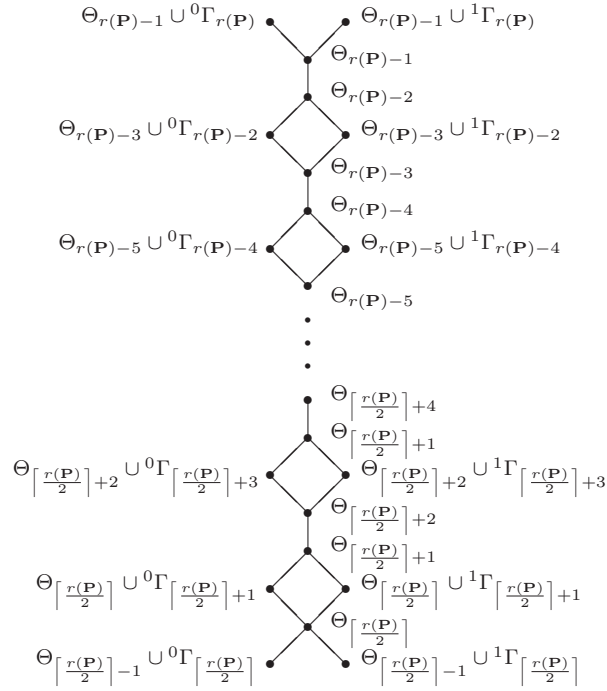 Θ_{r(𝐏)−1} ∪ ⁰Γ_{r(𝐏)} Θ_{r(𝐏)−1} ∪ ¹Γ_{r(𝐏)}
Θ_{r(𝐏)−1}
Θ_{r(𝐏)−2}
Θ_{r(𝐏)−3} ∪ ⁰Γ_{r(𝐏)−2} Θ_{r(𝐏)−3} ∪ ¹Γ_{r(𝐏)−2}
Θ_{r(𝐏)−3}
Θ_{r(𝐏)−4}
Θ_{r(𝐏)−5} ∪ ⁰Γ_{r(𝐏)−4} Θ_{r(𝐏)−5} ∪ ¹Γ_{r(𝐏)−4}
Θ_{r(𝐏)−5}
Θ_{⌈r(𝐏)/2⌉+4}
Θ_{⌈r(𝐏)/2⌉+1}
Θ_{⌈r(𝐏)/2⌉+2} ∪ ⁰Γ_{⌈r(𝐏)/2⌉+3} Θ_{⌈r(𝐏)/2⌉+2} ∪ ¹Γ_{⌈r(𝐏)/2⌉+3}
Θ_{⌈r(𝐏)/2⌉+2}
Θ_{⌈r(𝐏)/2⌉+1}
Θ_{⌈r(𝐏)/2⌉} ∪ ⁰Γ_{⌈r(𝐏)/2⌉+1} Θ_{⌈r(𝐏)/2⌉} ∪ ¹Γ_{⌈r(𝐏)/2⌉+1}
Θ_{⌈r(𝐏)/2⌉}
Θ_{⌈r(𝐏)/2⌉−1} ∪ ⁰Γ_{⌈r(𝐏)/2⌉} Θ_{⌈r(𝐏)/2⌉−1} ∪ ¹Γ_{⌈r(𝐏)/2⌉}